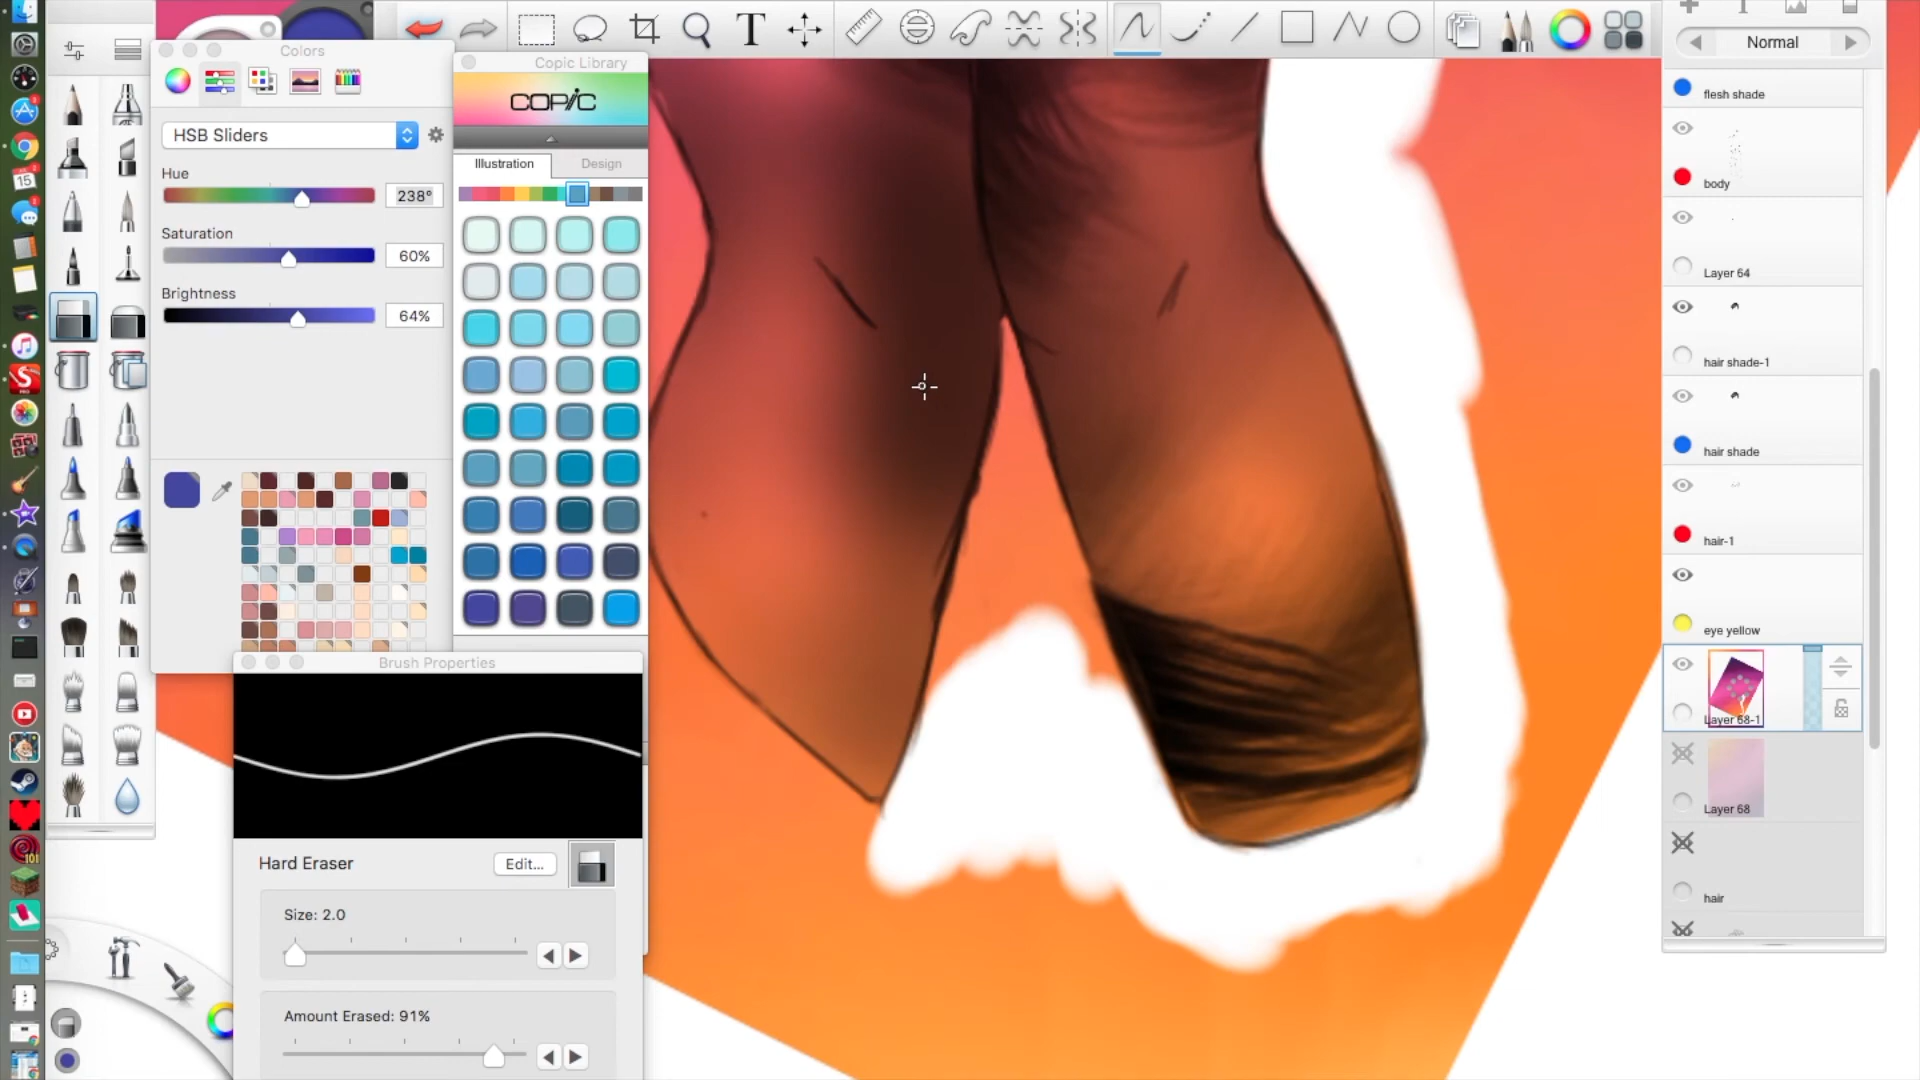 Colors
HSB Sliders
Hue
238°
Saturation
60%
Brightness
64%
Copic Library
COPIC
Illustration
Design
T
Normal
flesh shade
body
Layer 64
hair shade-1
hair shade
hair-1
eye yellow
Layer 68-1
Layer 68
hair
Brush Properties
Hard Eraser
Edit...
Size: 2.0
Amount Erased: 91%
15
101